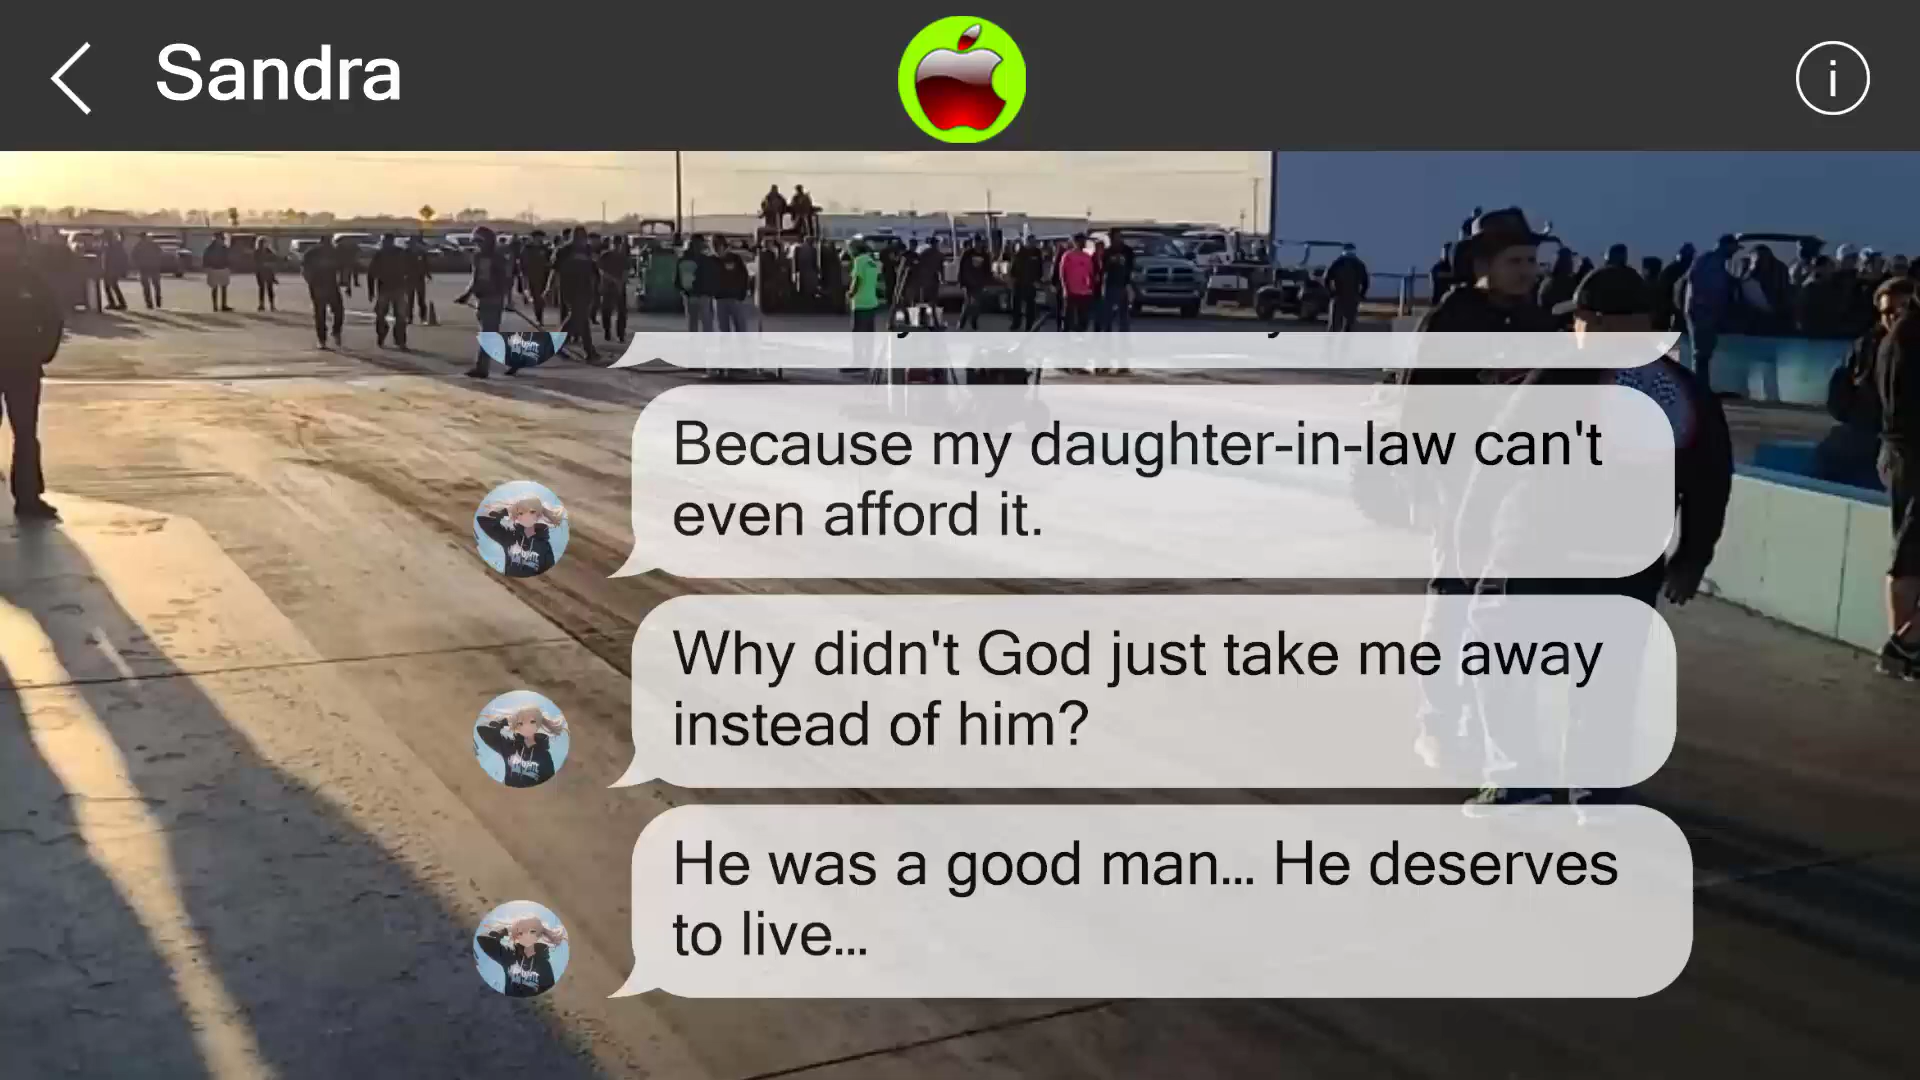 Sandra
Because my daughter-in-law can't
even afford it.
Why didn't God just take me away
instead of him?
He was a good man... He deserves
to live...